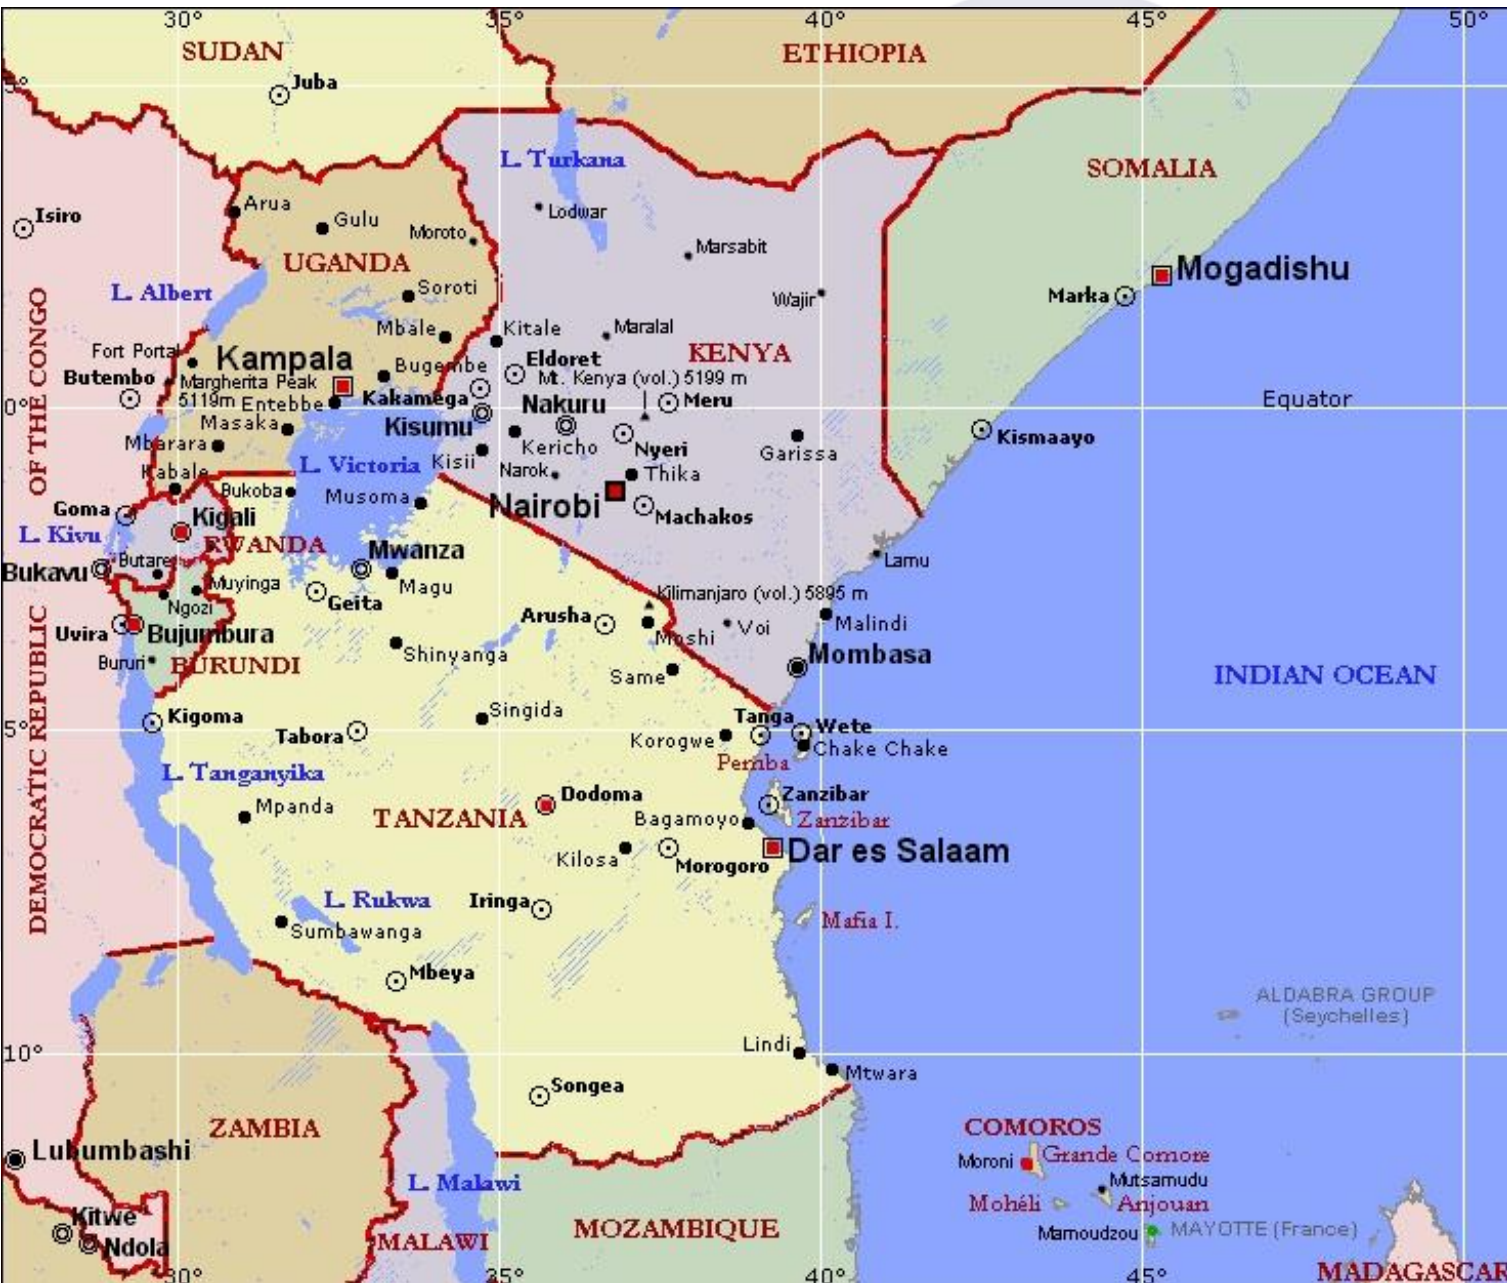 30°
35°
40°
45°
50°
SUDAN
ETHIOPIA
5°
Juba
L. Turkana
SOMALIA
Arua
Gulu
Lodwar
Isiro
Moroto
Marsabit
UGANDA
Mogadishu
L. Albert
Soroti
Wajir
Marka
Mbale
Kitale
Maralal
Fort Portal
Kampala
Bugembe
Eldoret
KENYA
Butembo
Margherita Peak
5119m
Kakamega
Mt. Kenya (vol.) 5199 m
Entebbe
Nakuru
Meru
Equator
0°
Masaka
Kisumu
Kismaayo
Mbarara
Kericho
Nyeri
Garissa
Kabale
L. Victoria
Kisii
Narok
Thika
OF THE CONGO
Bukoba
Musoma
Nairobi
Goma
Kigali
Machakos
L. Kivu
RWANDA
Mwanza
Lamu
Bukavu
Butare
Muyinga
Magu
Kilimanjaro (vol.) 5895 m
Ngozi
Geita
Arusha
Moshi
Voi
Malindi
Uvira
Bujumbura
Shinyanga
Mombasa
Bururi
BURUNDI
Same
INDIAN OCEAN
Kigoma
Singida
Tanga
Wete
5°
Tabora
Korogwe
Chake Chake
Pemba
L. Tanganyika
Mpanda
Dodoma
Zanzibar
TANZANIA
Bagamoyo
Zanzibar
DEMOCRATIC REPUBLIC
Kilosa
Morogoro
Dar es Salaam
L. Rukwa
Iringa
Sumbawanga
Mafia I.
Mbeya
ALDABRA GROUP
(Seychelles)
10°
Lindi
Mtwara
Songea
ZAMBIA
COMOROS
Lubumbashi
Moroni
Grande Comore
L. Malawi
Mutsamudu
Mohéli
Anjouan
Kitwe
MOZAMBIQUE
Mamoudzou
MAYOTTE (France)
Ndola
MALAWI
MADAGASCAR
30°
35°
40°
45°